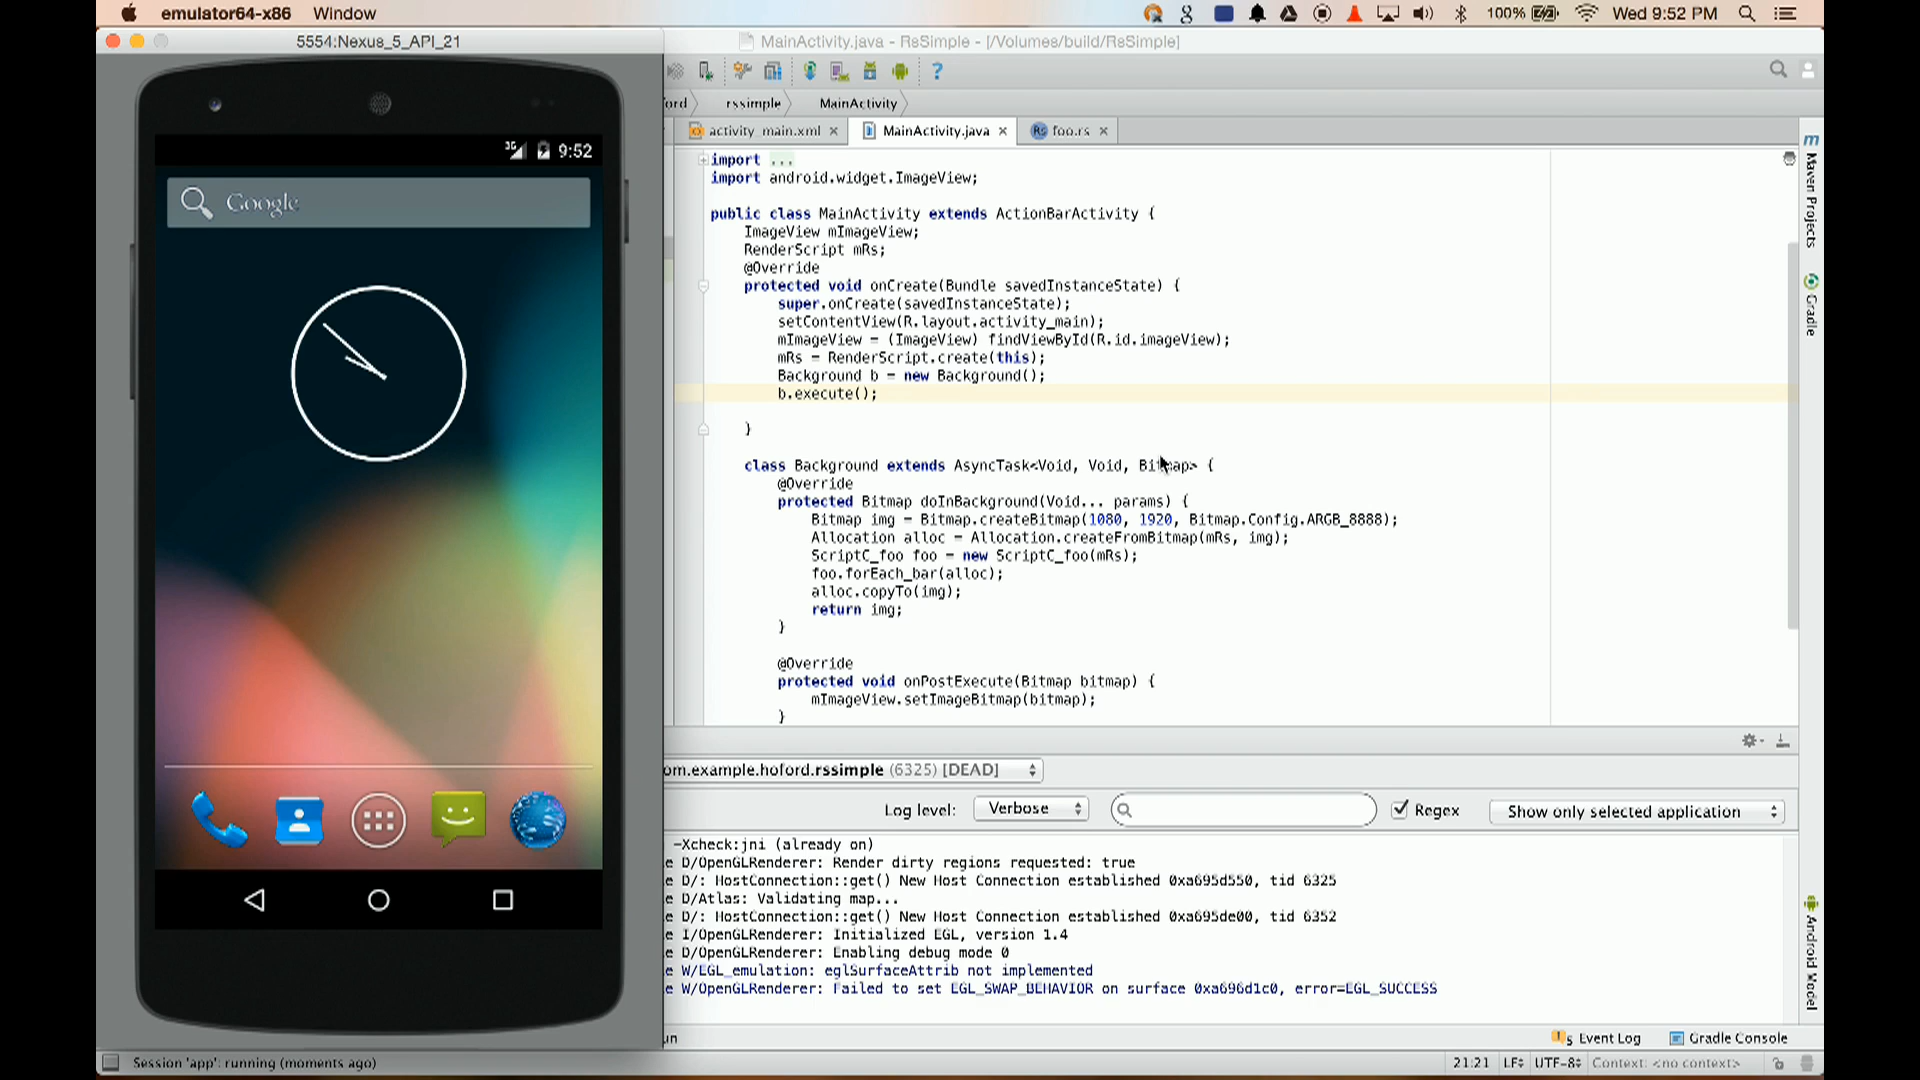 emulator64-x86 Window
100% Wed 9:52 PM
5554:Nexus_5_API_21
MainActivity.java - RsSimple - [/Volumes/build/RsSimple]
ord rssimple MainActivity
activity_main.xml MainActivity.java Rs foo.rs
3G 9:52
Google
import ...
import android.widget.ImageView;
public class MainActivity extends ActionBarActivity {
ImageView mImageView;
RenderScript mRs;
@Override
protected void onCreate(Bundle savedInstanceState) {
super.onCreate(savedInstanceState);
setContentView(R.layout.activity_main);
mImageView = (ImageView) findViewById(R.id.imageView);
mRs = RenderScript.create(this);
Background b = new Background();
b.execute();
}
class Background extends AsyncTask<Void, Void, Bitmap> {
@Override
protected Bitmap doInBackground(Void... params) {
Bitmap img = Bitmap.createBitmap(1080, 1920, Bitmap.Config.ARGB_8888);
Allocation alloc = Allocation.createFromBitmap(mRs, img);
ScriptC_foo foo = new ScriptC_foo(mRs);
foo.forEach_bar(alloc);
alloc.copyTo(img);
return img;
}
@Override
protected void onPostExecute(Bitmap bitmap) {
mImageView.setImageBitmap(bitmap);
}
Maven Projects
Gradle
Android Model
om.example.hoford.rssimple (6325) [DEAD]
Log level: Verbose Regex Show only selected application
-Xcheck:jni (already on)
e D/OpenGLRenderer: Render dirty regions requested: true
e D/: HostConnection::get() New Host Connection established 0xa695d550, tid 6325
e D/Atlas: Validating map...
e D/: HostConnection::get() New Host Connection established 0xa695de00, tid 6352
e I/OpenGLRenderer: Initialized EGL, version 1.4
e D/OpenGLRenderer: Enabling debug mode 0
e W/EGL_emulation: eglSurfaceAttrib not implemented
e W/OpenGLRenderer: Failed to set EGL_SWAP_BEHAVIOR on surface 0xa696d1c0, error=EGL_SUCCESS
un Event Log Gradle Console
Session 'app': running (moments ago) 21:21 LF UTF-8 Context: <no context>